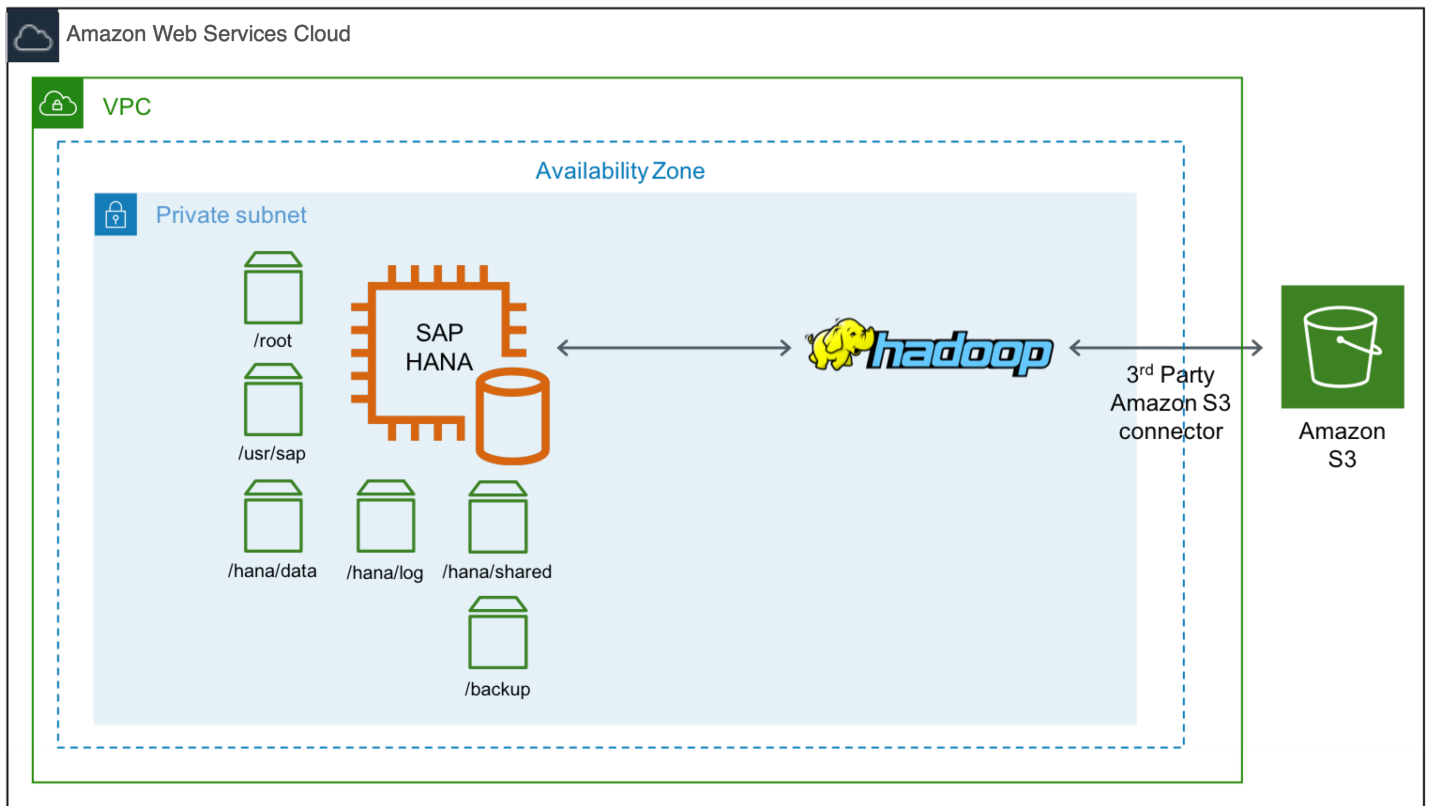 Amazon Web Services Cloud
VPC
Availability Zone
Private subnet
/root
SAP
HANA
hadoop
/usr/sap
3rd Party
Amazon S3
connector
Amazon
S3
/hana/data
/hana/log
/hana/shared
/backup